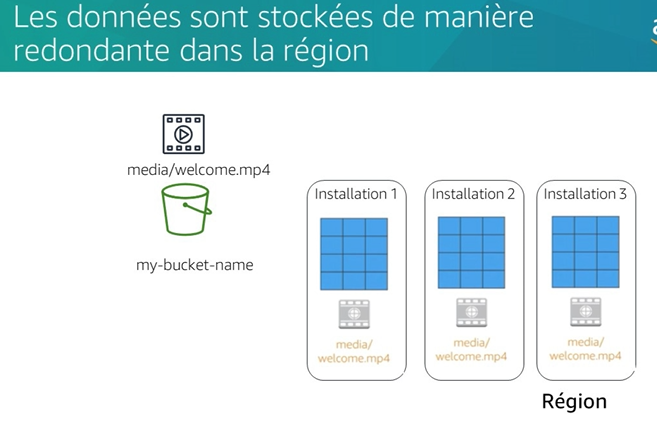 Les données sont stockées de manière
redondante dans la région
media/welcome.mp4
my-bucket-name
Installation 1
media/
welcome.mp4
Installation 2
media/
welcome.mp4
Installation 3
media/
welcome.mp4
Région